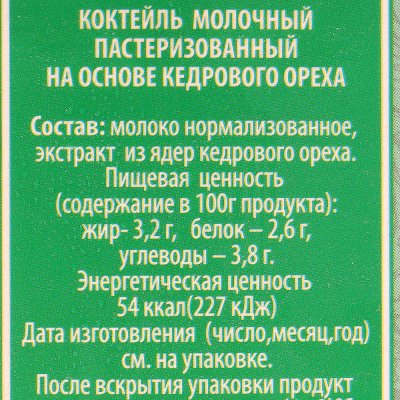 КОКТЕЙЛЬ МОЛОЧНЫЙ
ПАСТЕРИЗОВАННЫЙ
НА ОСНОВЕ КЕДРОВОГО ОРЕХА
Состав: молоко нормализованное,
экстракт из ядер кедрового ореха.
Пищевая ценность
(содержание в 100г продукта):
жир- 3,2 г, белок – 2,6 г,
углеводы – 3,8 г.
Энергетическая ценность
54 ккал(227 кДж)
Дата изготовления (число,месяц,год)
см. на упаковке.
После вскрытия упаковки продукт